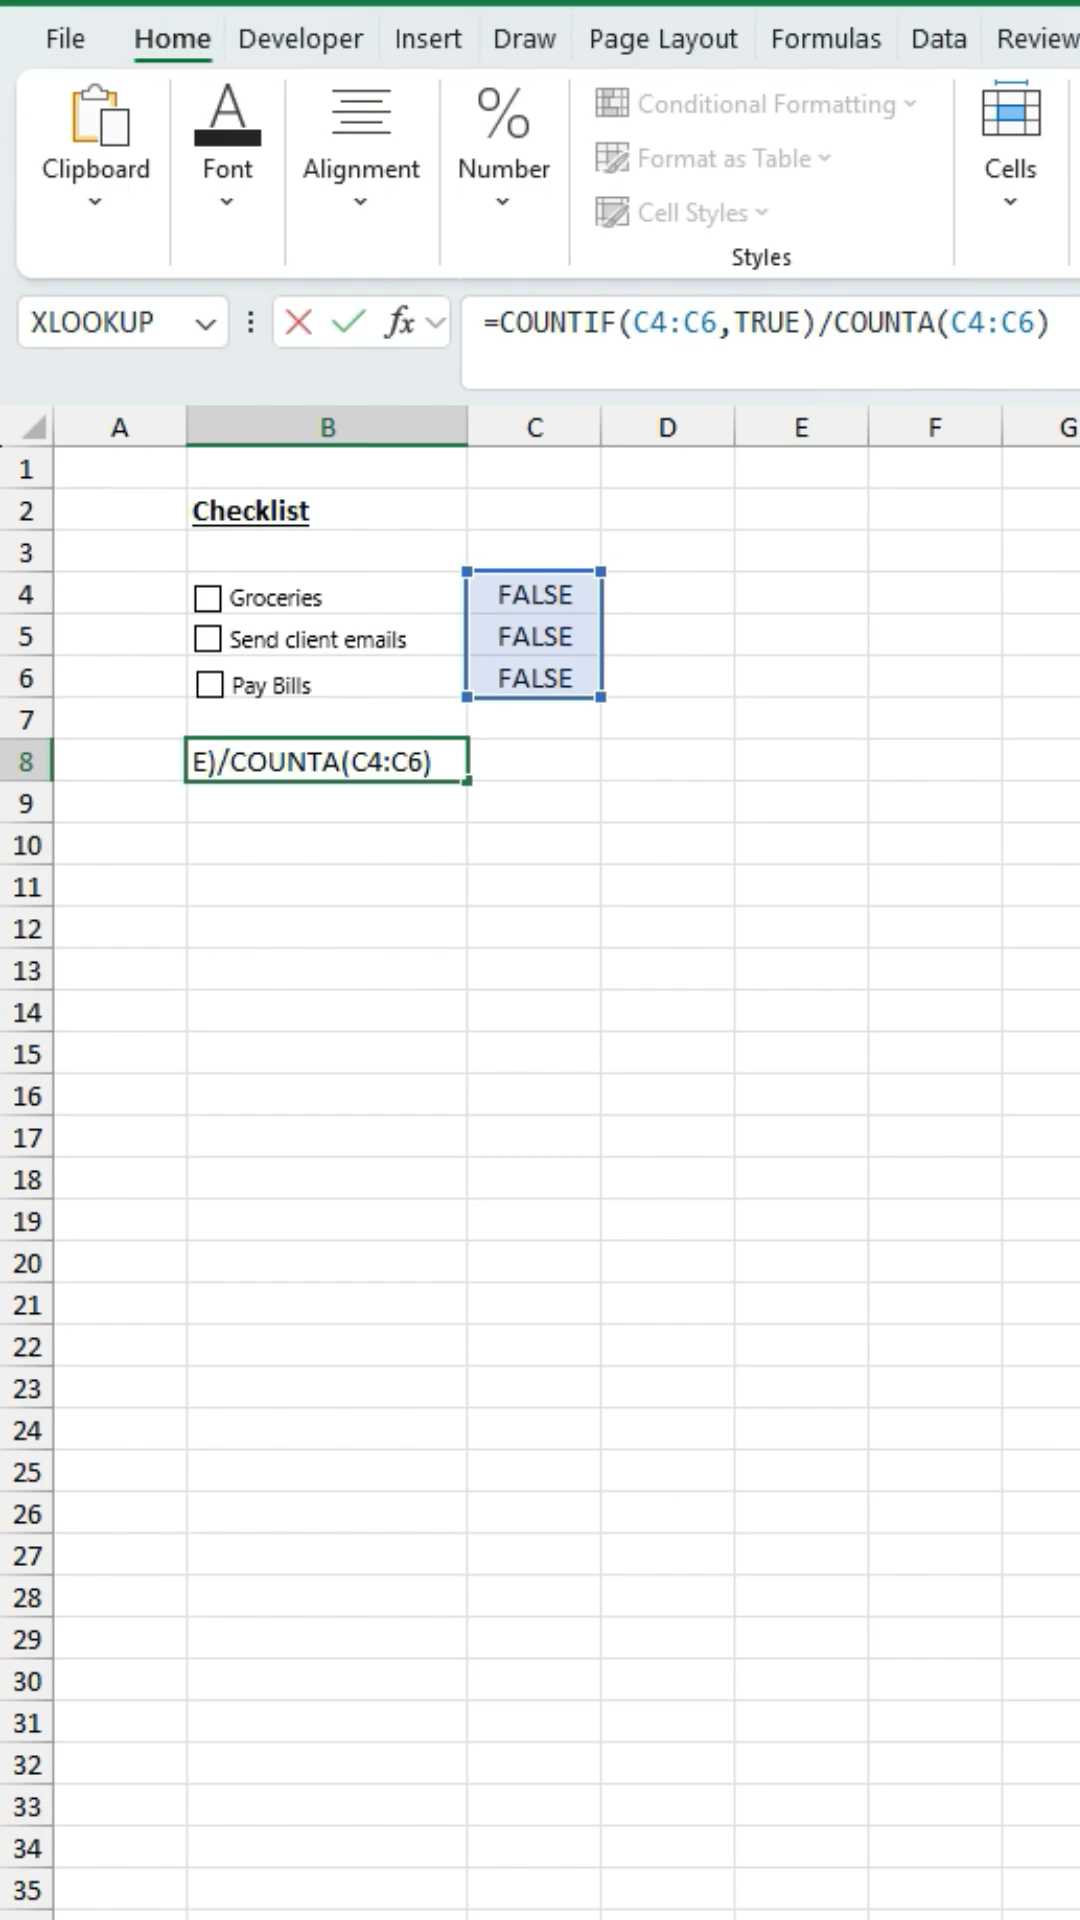 File Home Developer Insert Draw Page Layout Formulas Data Review
Clipboard
Font
Alignment
%
Number
Conditional Formatting
Format as Table
Cell Styles
Styles
Cells
XLOOKUP
fx
=COUNTIF(C4:C6,TRUE)/COUNTA(C4:C6)
A B C D E F G
1
2 Checklist
3
4 Groceries FALSE
5 Send client emails FALSE
6 Pay Bills FALSE
7
8 E)/COUNTA(C4:C6)
9
10
11
12
13
14
15
16
17
18
19
20
21
22
23
24
25
26
27
28
29
30
31
32
33
34
35